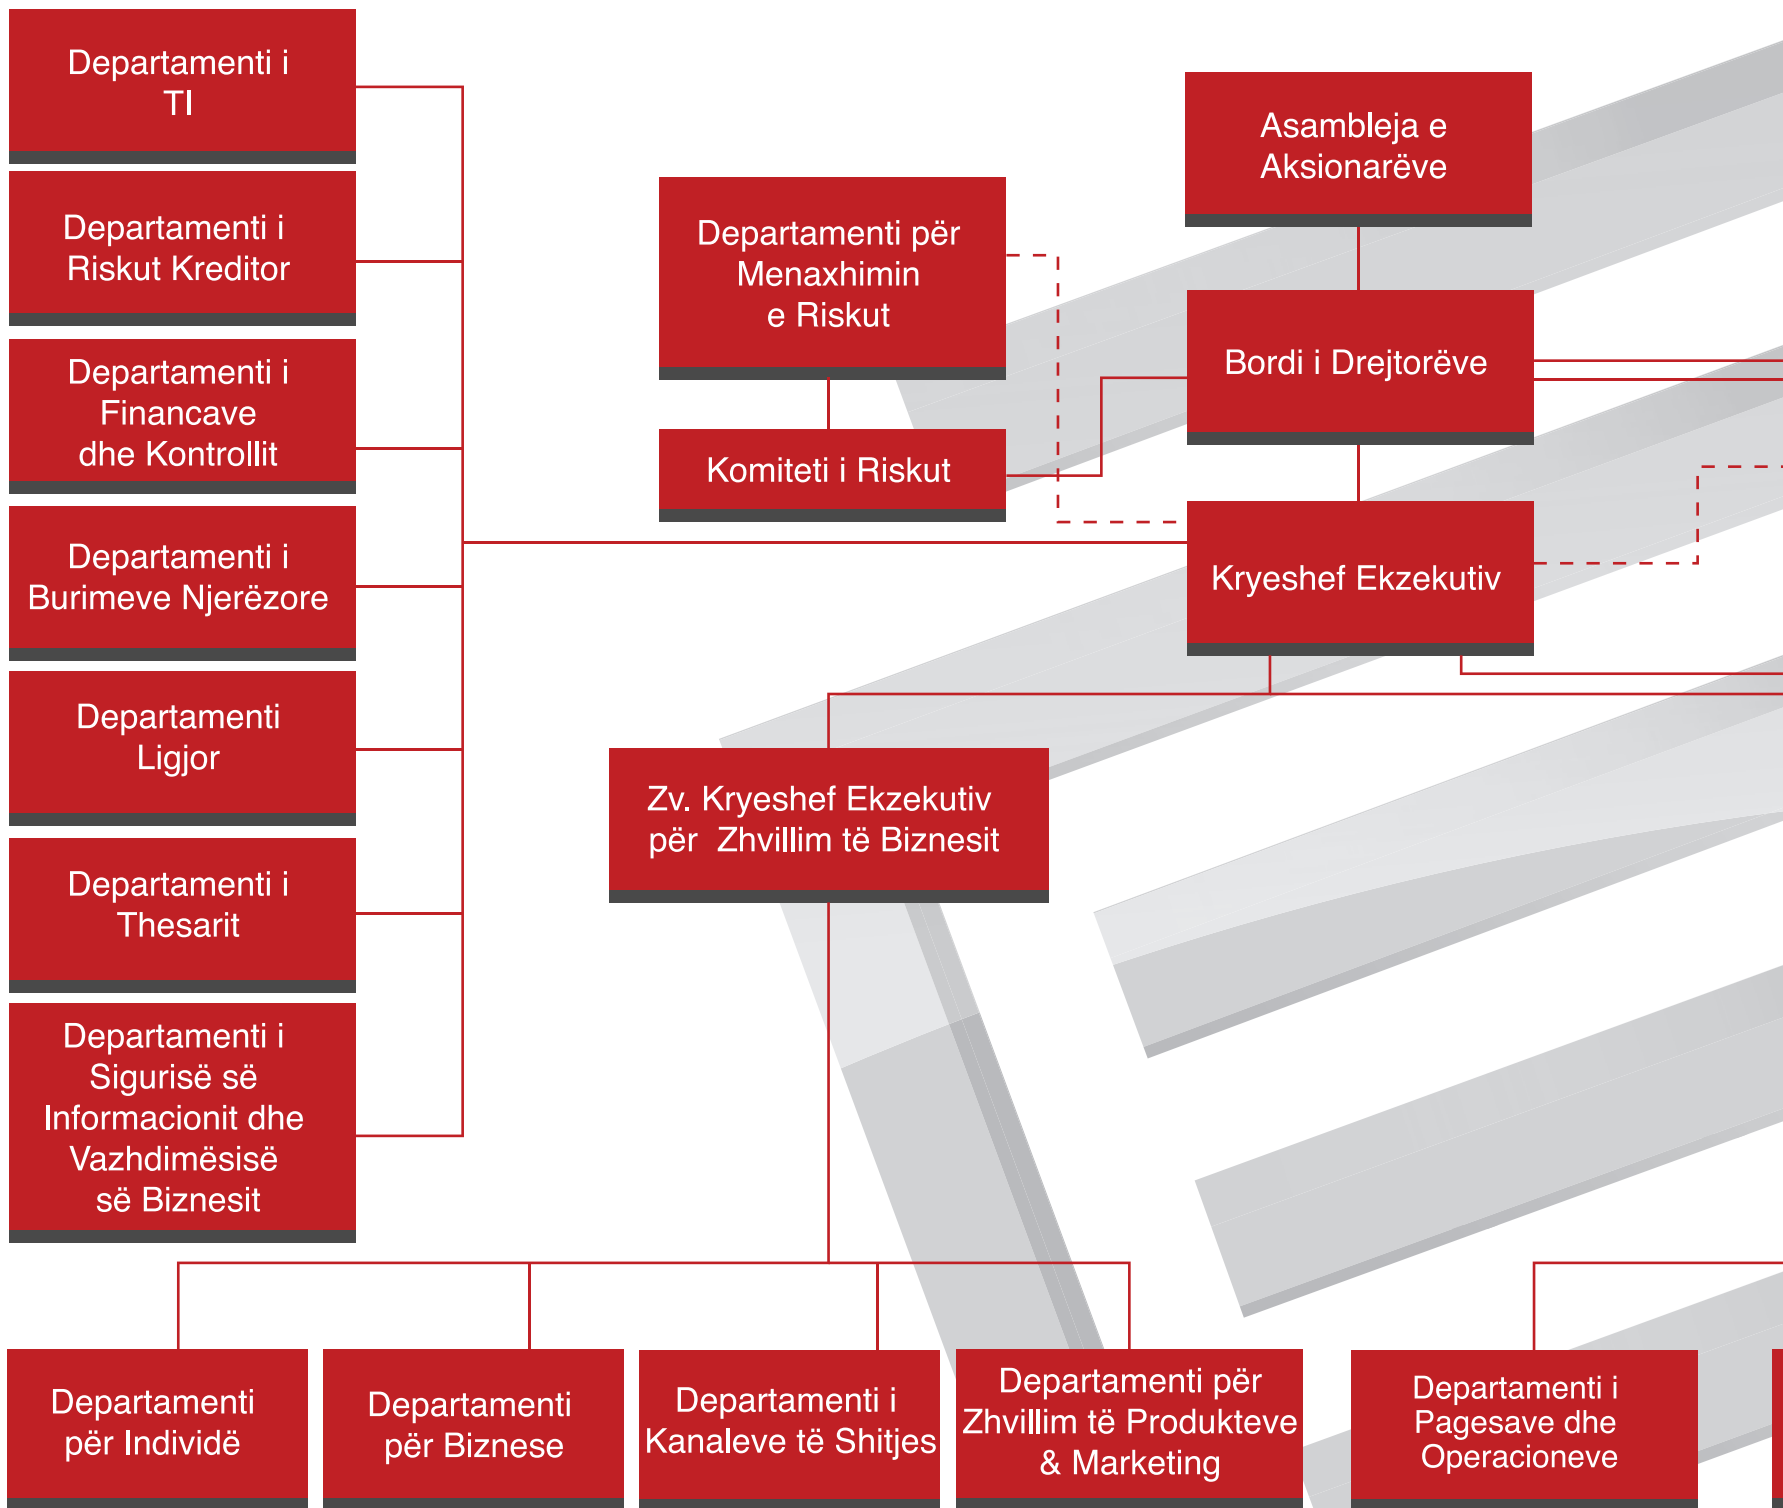 Departamenti i
TI
Departamenti i
Riskut Kreditor
Departamenti i
Financave
dhe Kontrollit
Departamenti i
Burimeve Njerëzore
Departamenti
Ligjor
Departamenti i
Thesarit
Departamenti i
Sigurisë së
Informacionit dhe
Vazhdimësisë
së Biznesit
Asambleja e
Aksionarëve
Departamenti për
Menaxhimin
e Riskut
Bordi i Drejtorëve
Komiteti i Riskut
Kryeshef Ekzekutiv
Zv. Kryeshef Ekzekutiv
për Zhvillim të Biznesit
Departamenti
për Individë
Departamenti
për Biznese
Departamenti i
Kanaleve të Shitjes
Departamenti për
Zhvillim të Produkteve
& Marketing
Departamenti i
Pagesave dhe
Operacioneve